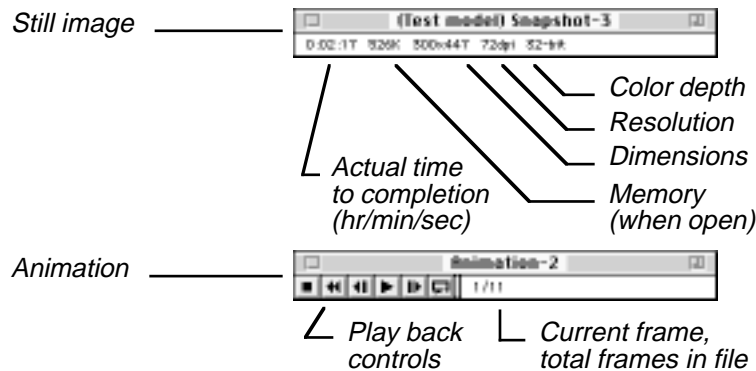 Still image
(Test model) Snapshot-3
0:02:17 526K 300x447 72dpi 32-bit
Color depth
Resolution
Dimensions
Actual time
to completion
(hr/min/sec)
Memory
(when open)
Animation
Animation-2
1/11
Play back
controls
Current frame,
total frames in file